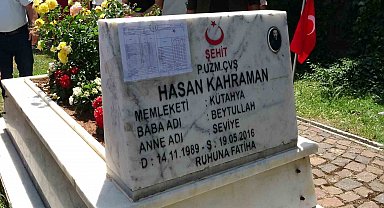 ŞEHİT
P.UZM.ÇVŞ
HASAN KAHRAMAN
MEMLEKETİ : KÜTAHYA
BABA ADI : BEYTULLAH
ANNE ADI : SEVİYE
D : 14.11.1989 - Ş : 19.05.2016
RUHUNA FATİHA